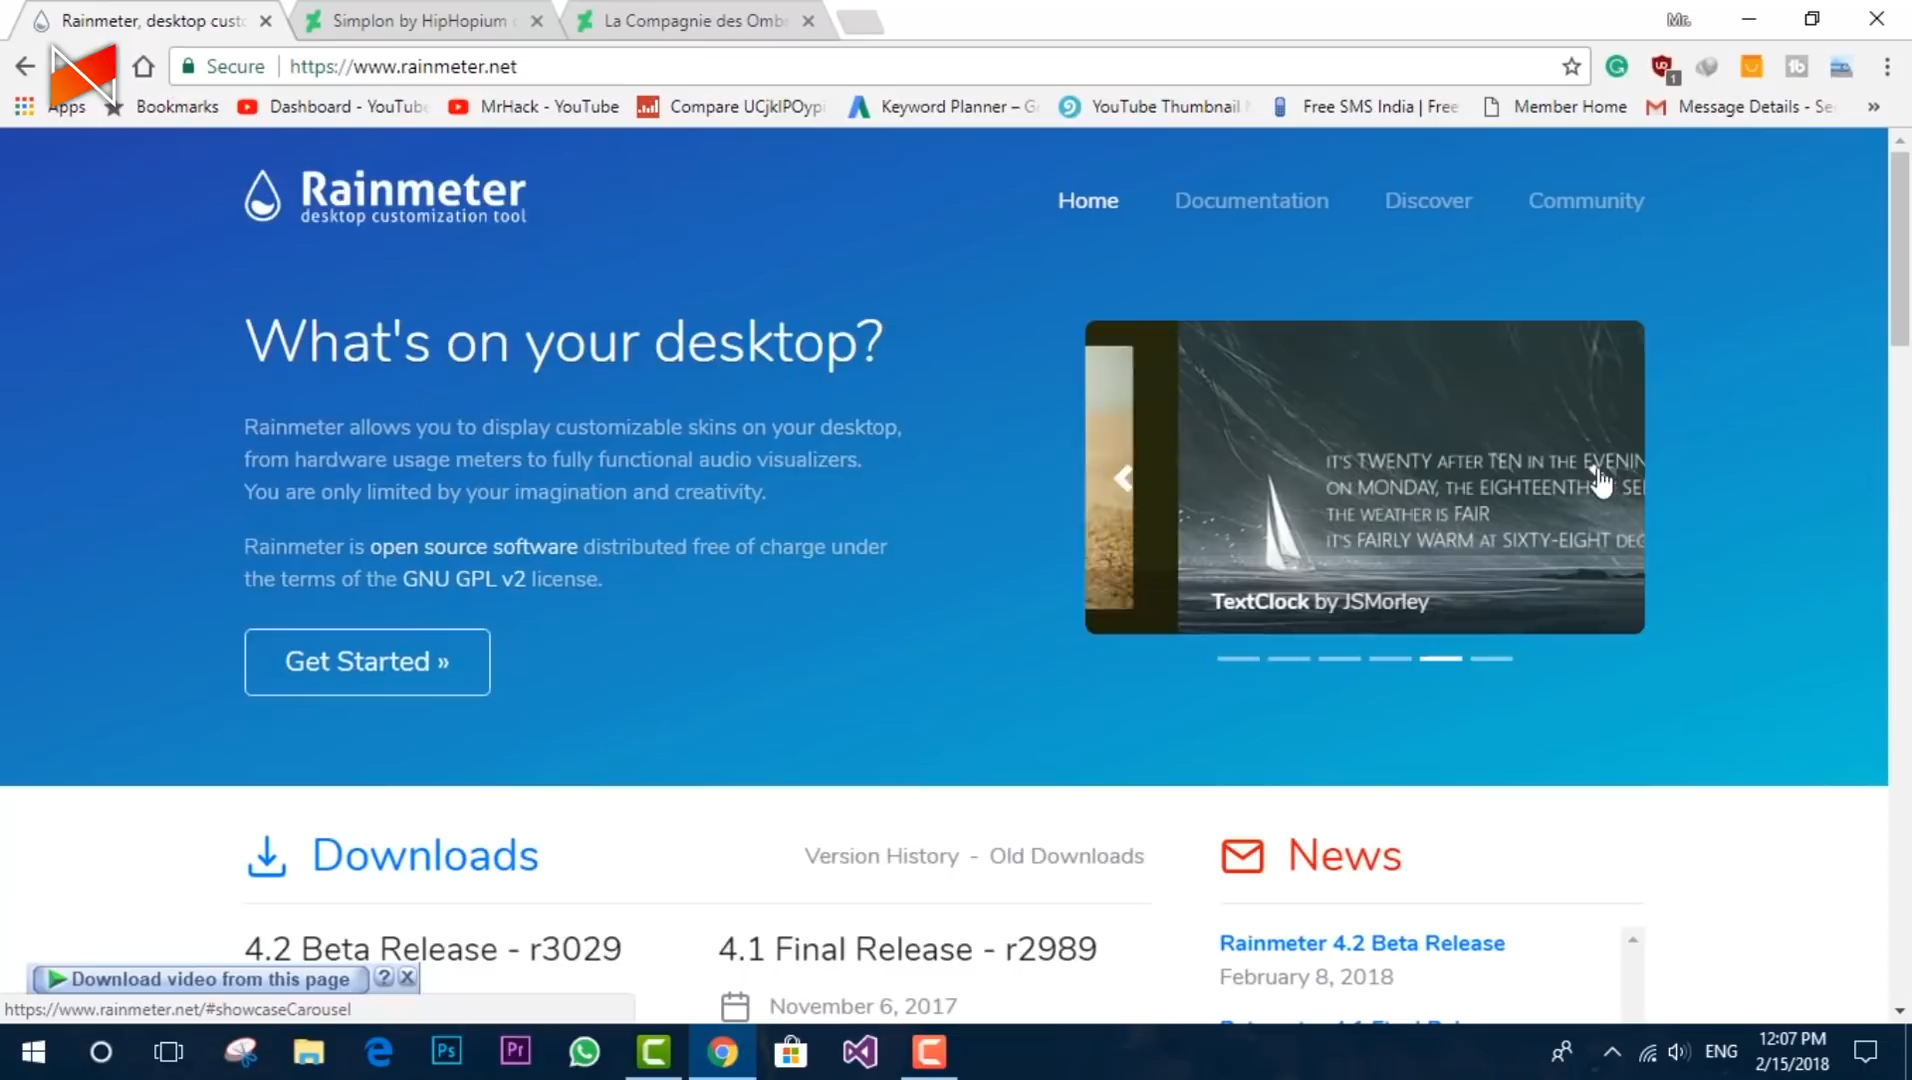 Rainmeter, desktop cust
Simplon by HipHopium
La Compagnie des Omb
Mr.
Secure
https://www.rainmeter.net
Apps
Bookmarks
Dashboard - YouTube
MrHack - YouTube
Compare UCjkIPOypi
Keyword Planner – G
YouTube Thumbnail
Free SMS India | Free
Member Home
Message Details - Se
»
Rainmeter
desktop customization tool
Home
Documentation
Discover
Community
What's on your desktop?
Rainmeter allows you to display customizable skins on your desktop,
from hardware usage meters to fully functional audio visualizers.
You are only limited by your imagination and creativity.
Rainmeter is open source software distributed free of charge under
the terms of the GNU GPL v2 license.
Get Started »
IT'S TWENTY AFTER TEN IN THE EVENIN
ON MONDAY, THE EIGHTEENTH SE
THE WEATHER IS FAIR
IT'S FAIRLY WARM AT SIXTY-EIGHT DEG
TextClock by JSMorley
Downloads
Version History - Old Downloads
News
4.2 Beta Release - r3029
4.1 Final Release - r2989
November 6, 2017
Rainmeter 4.2 Beta Release
February 8, 2018
Download video from this page
?
X
https://www.rainmeter.net/#showcaseCarousel
Ps
Pr
ENG
12:07 PM
2/15/2018